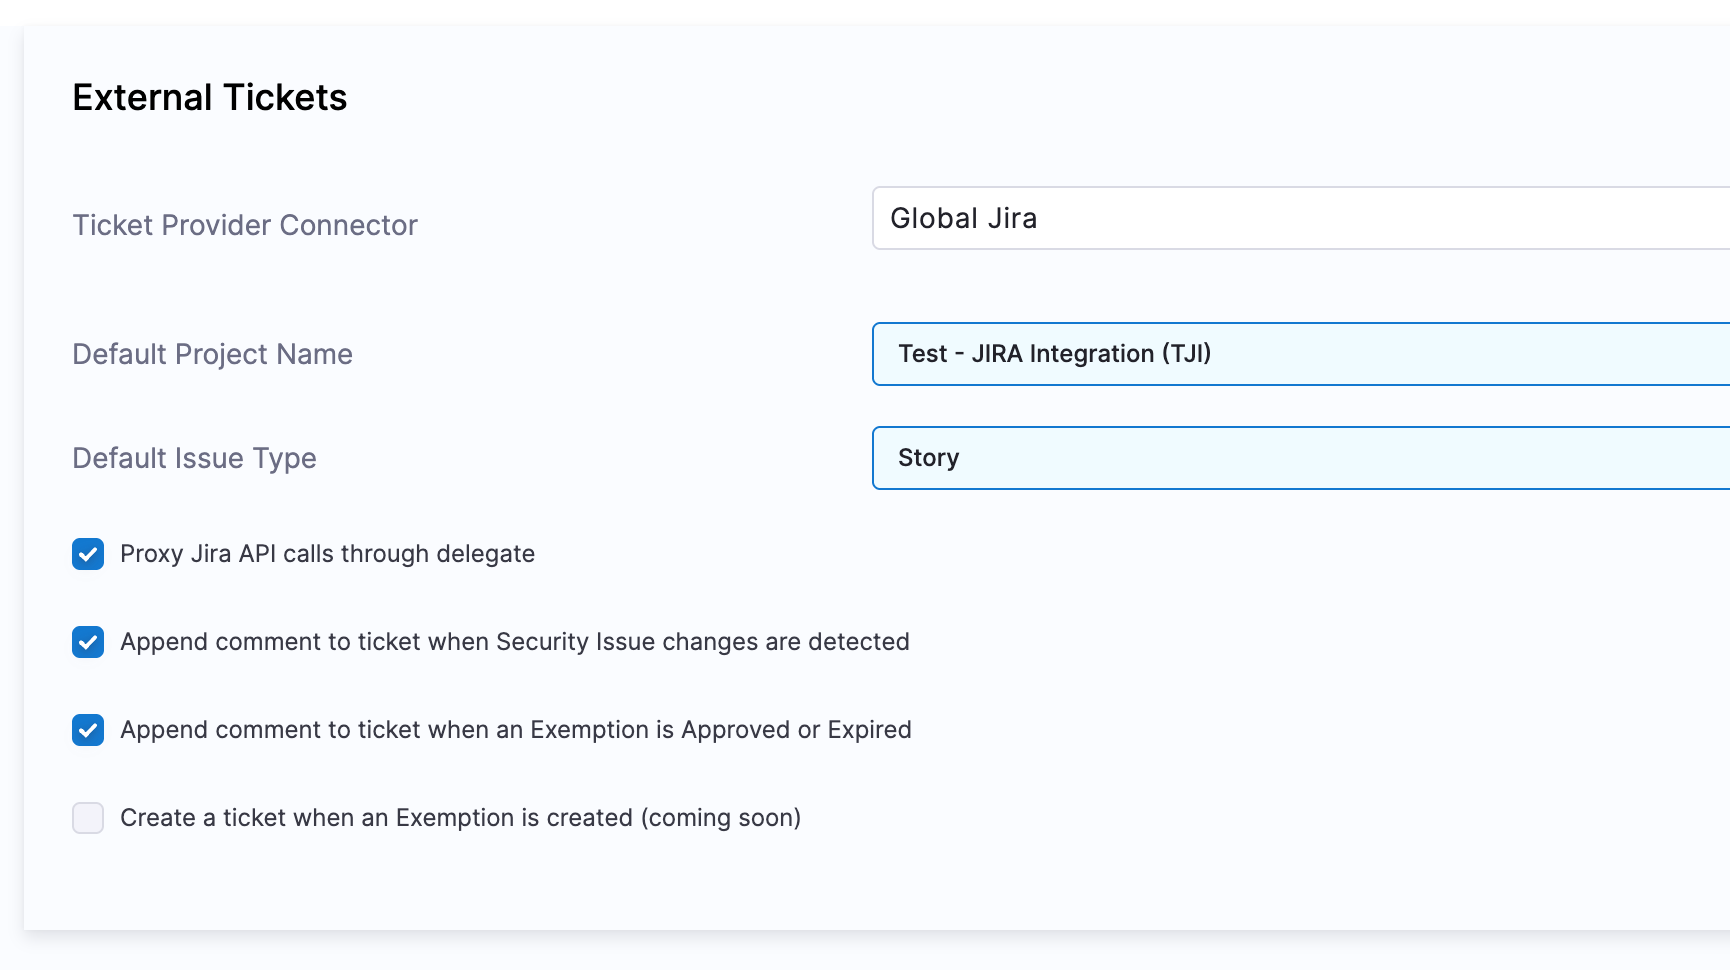 External Tickets
Ticket Provider Connector
Global Jira
Default Project Name
Test - JIRA Integration (TJI)
Default Issue Type
Story
Proxy Jira API calls through delegate
Append comment to ticket when Security Issue changes are detected
Append comment to ticket when an Exemption is Approved or Expired
Create a ticket when an Exemption is created (coming soon)